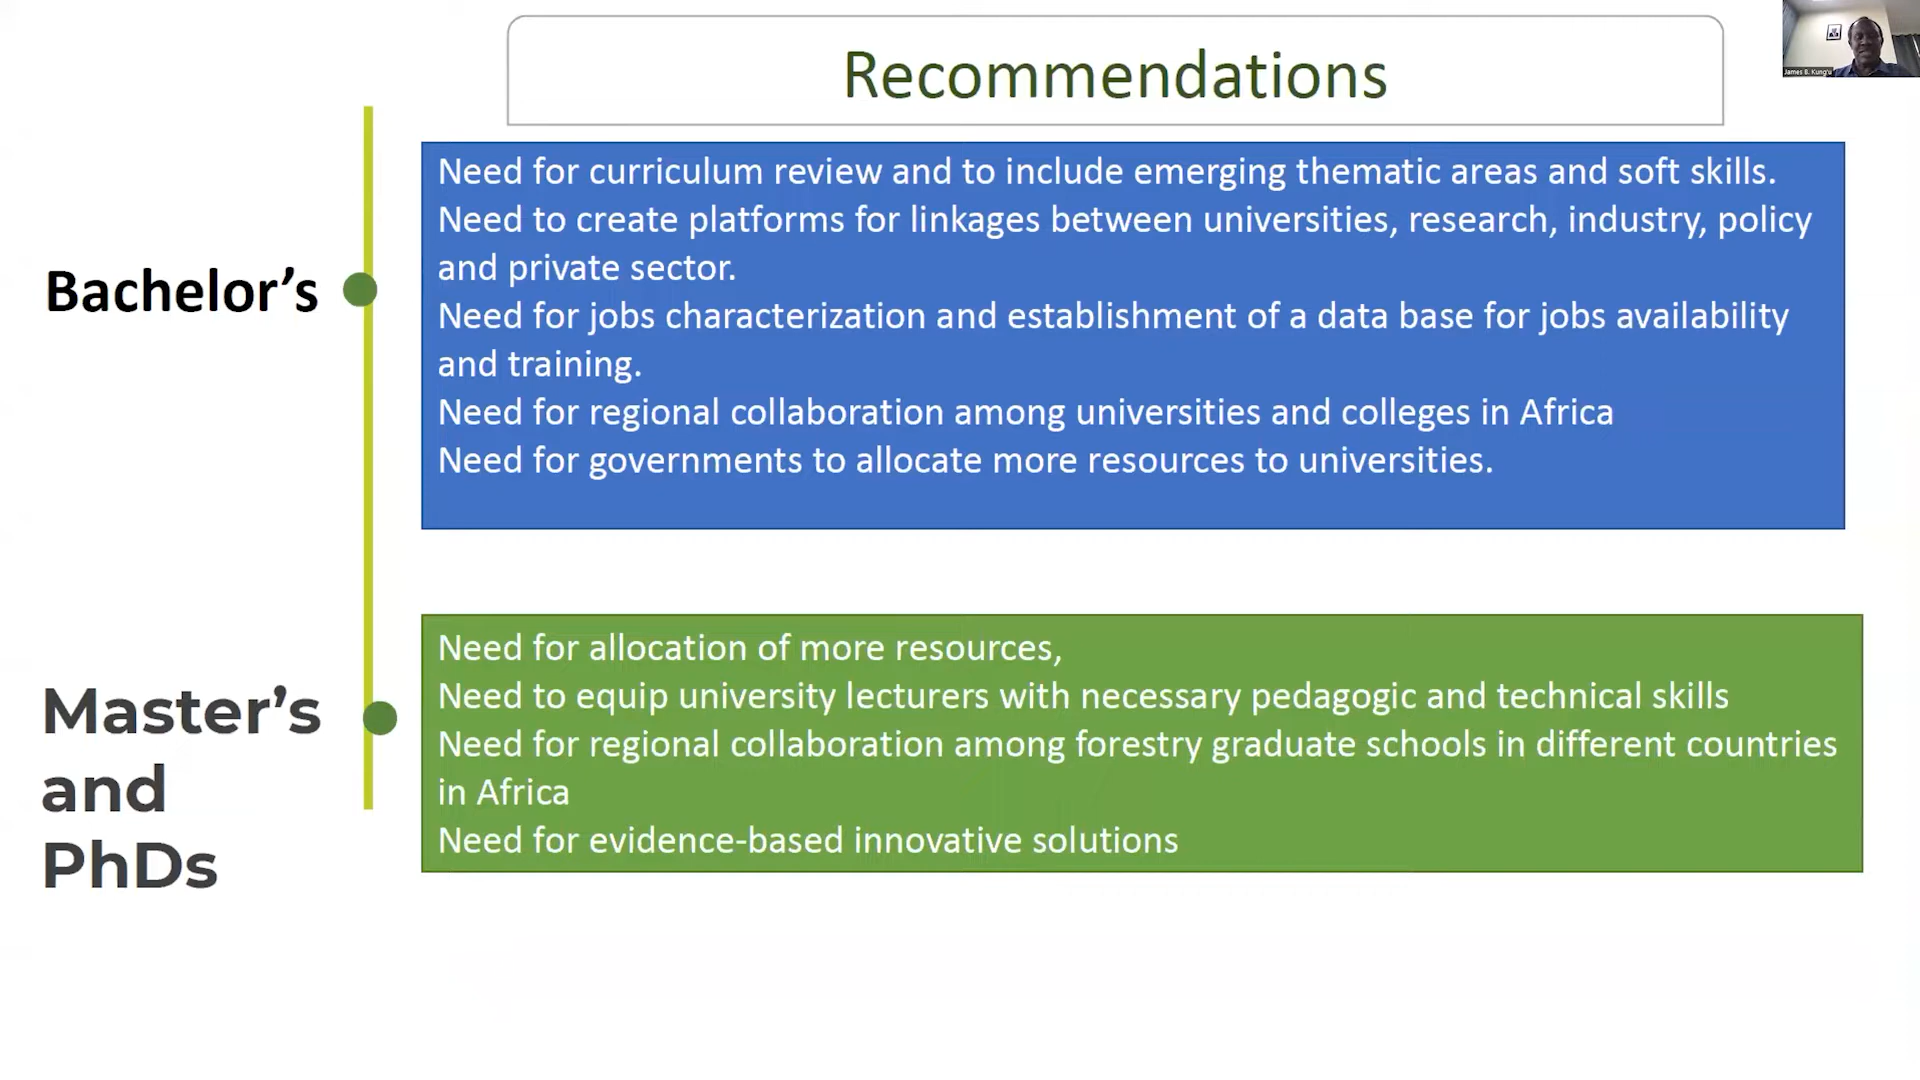 Recommendations
James B. Kung'u
Need for curriculum review and to include emerging thematic areas and soft skills.
Need to create platforms for linkages between universities, research, industry, policy
and private sector.
Need for jobs characterization and establishment of a data base for jobs availability
and training.
Need for regional collaboration among universities and colleges in Africa
Need for governments to allocate more resources to universities.
Bachelor’s
Need for allocation of more resources,
Need to equip university lecturers with necessary pedagogic and technical skills
Need for regional collaboration among forestry graduate schools in different countries
in Africa
Need for evidence-based innovative solutions
Master’s
and
PhDs